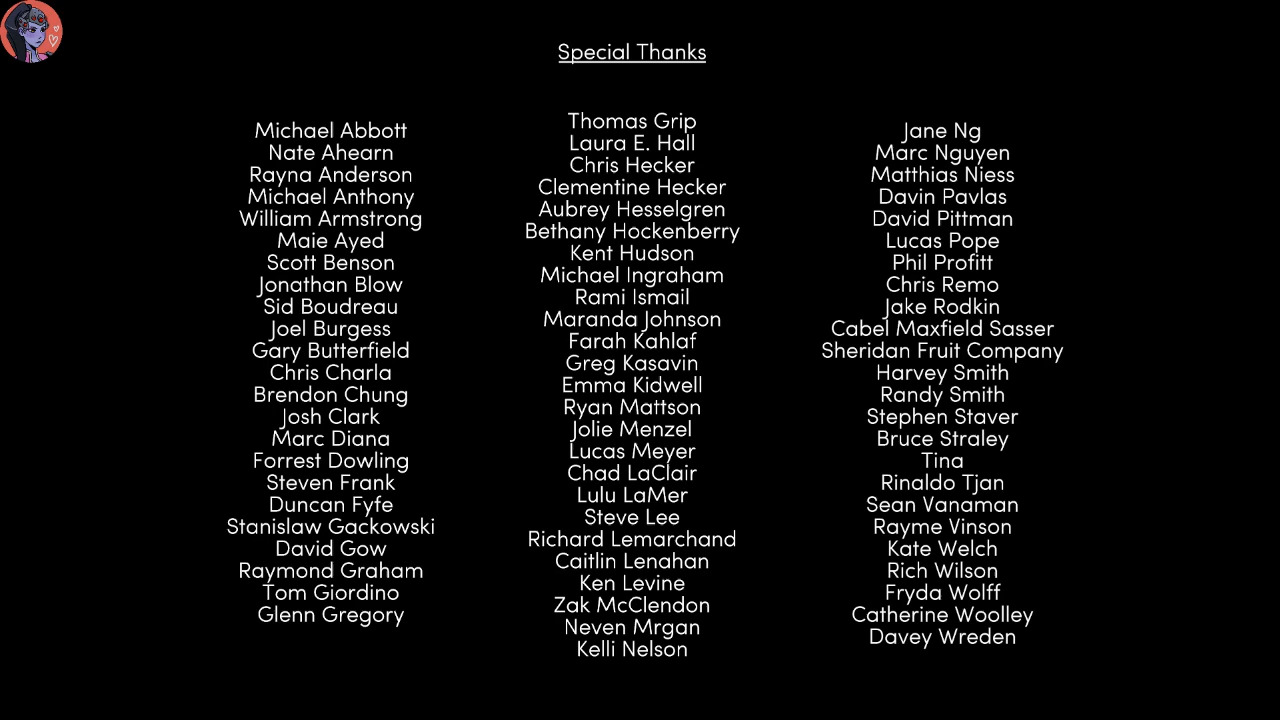 Special Thanks
Michael Abbott
Nate Ahearn
Rayna Anderson
Michael Anthony
William Armstrong
Maie Ayed
Scott Benson
Jonathan Blow
Sid Boudreau
Joel Burgess
Gary Butterfield
Chris Charla
Brendon Chung
Josh Clark
Marc Diana
Forrest Dowling
Steven Frank
Duncan Fyfe
Stanislaw Gackowski
David Gow
Raymond Graham
Tom Giordino
Glenn Gregory
Thomas Grip
Laura E. Hall
Chris Hecker
Clementine Hecker
Aubrey Hesselgren
Bethany Hockenberry
Kent Hudson
Michael Ingraham
Rami Ismail
Maranda Johnson
Farah Kahlaf
Greg Kasavin
Emma Kidwell
Ryan Mattson
Jolie Menzel
Lucas Meyer
Chad LaClair
Lulu LaMer
Steve Lee
Richard Lemarchand
Caitlin Lenahan
Ken Levine
Zak McClendon
Neven Mrgan
Kelli Nelson
Jane Ng
Marc Nguyen
Matthias Niess
Davin Pavlas
David Pittman
Lucas Pope
Phil Profitt
Chris Remo
Jake Rodkin
Cabel Maxfield Sasser
Sheridan Fruit Company
Harvey Smith
Randy Smith
Stephen Staver
Bruce Straley
Tina
Rinaldo Tjan
Sean Vanaman
Rayme Vinson
Kate Welch
Rich Wilson
Fryda Wolff
Catherine Woolley
Davey Wreden